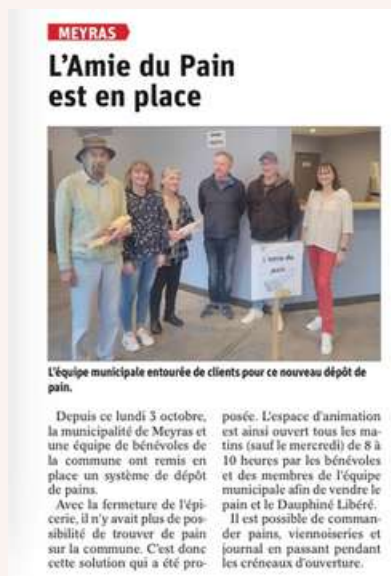 MEYRAS
L'Amie du Pain
est en place
L'Amie du
pain
L'équipe municipale entourée de clients pour ce nouveau dépôt de
pain.
Depuis ce lundi 3 octobre,
la municipalité de Meyras et
une équipe de bénévoles de
la commune ont remis en
place un système de dépôt
de pains.
Avec la fermeture de l'épi-
cerie, il n'y avait plus de pos-
sibilité de trouver de pain
sur la commune. C'est donc
cette solution qui a été pro-
posée. L'espace d'animation
est ainsi ouvert tous les ma-
tins (sauf le mercredi) de 8 à
10 heures par les bénévoles
et des membres de l'équipe
municipale afin de vendre le
pain et le Dauphiné Libéré.
Il est possible de comman-
der pains, viennoiseries et
journal en passant pendant
les créneaux d'ouverture.